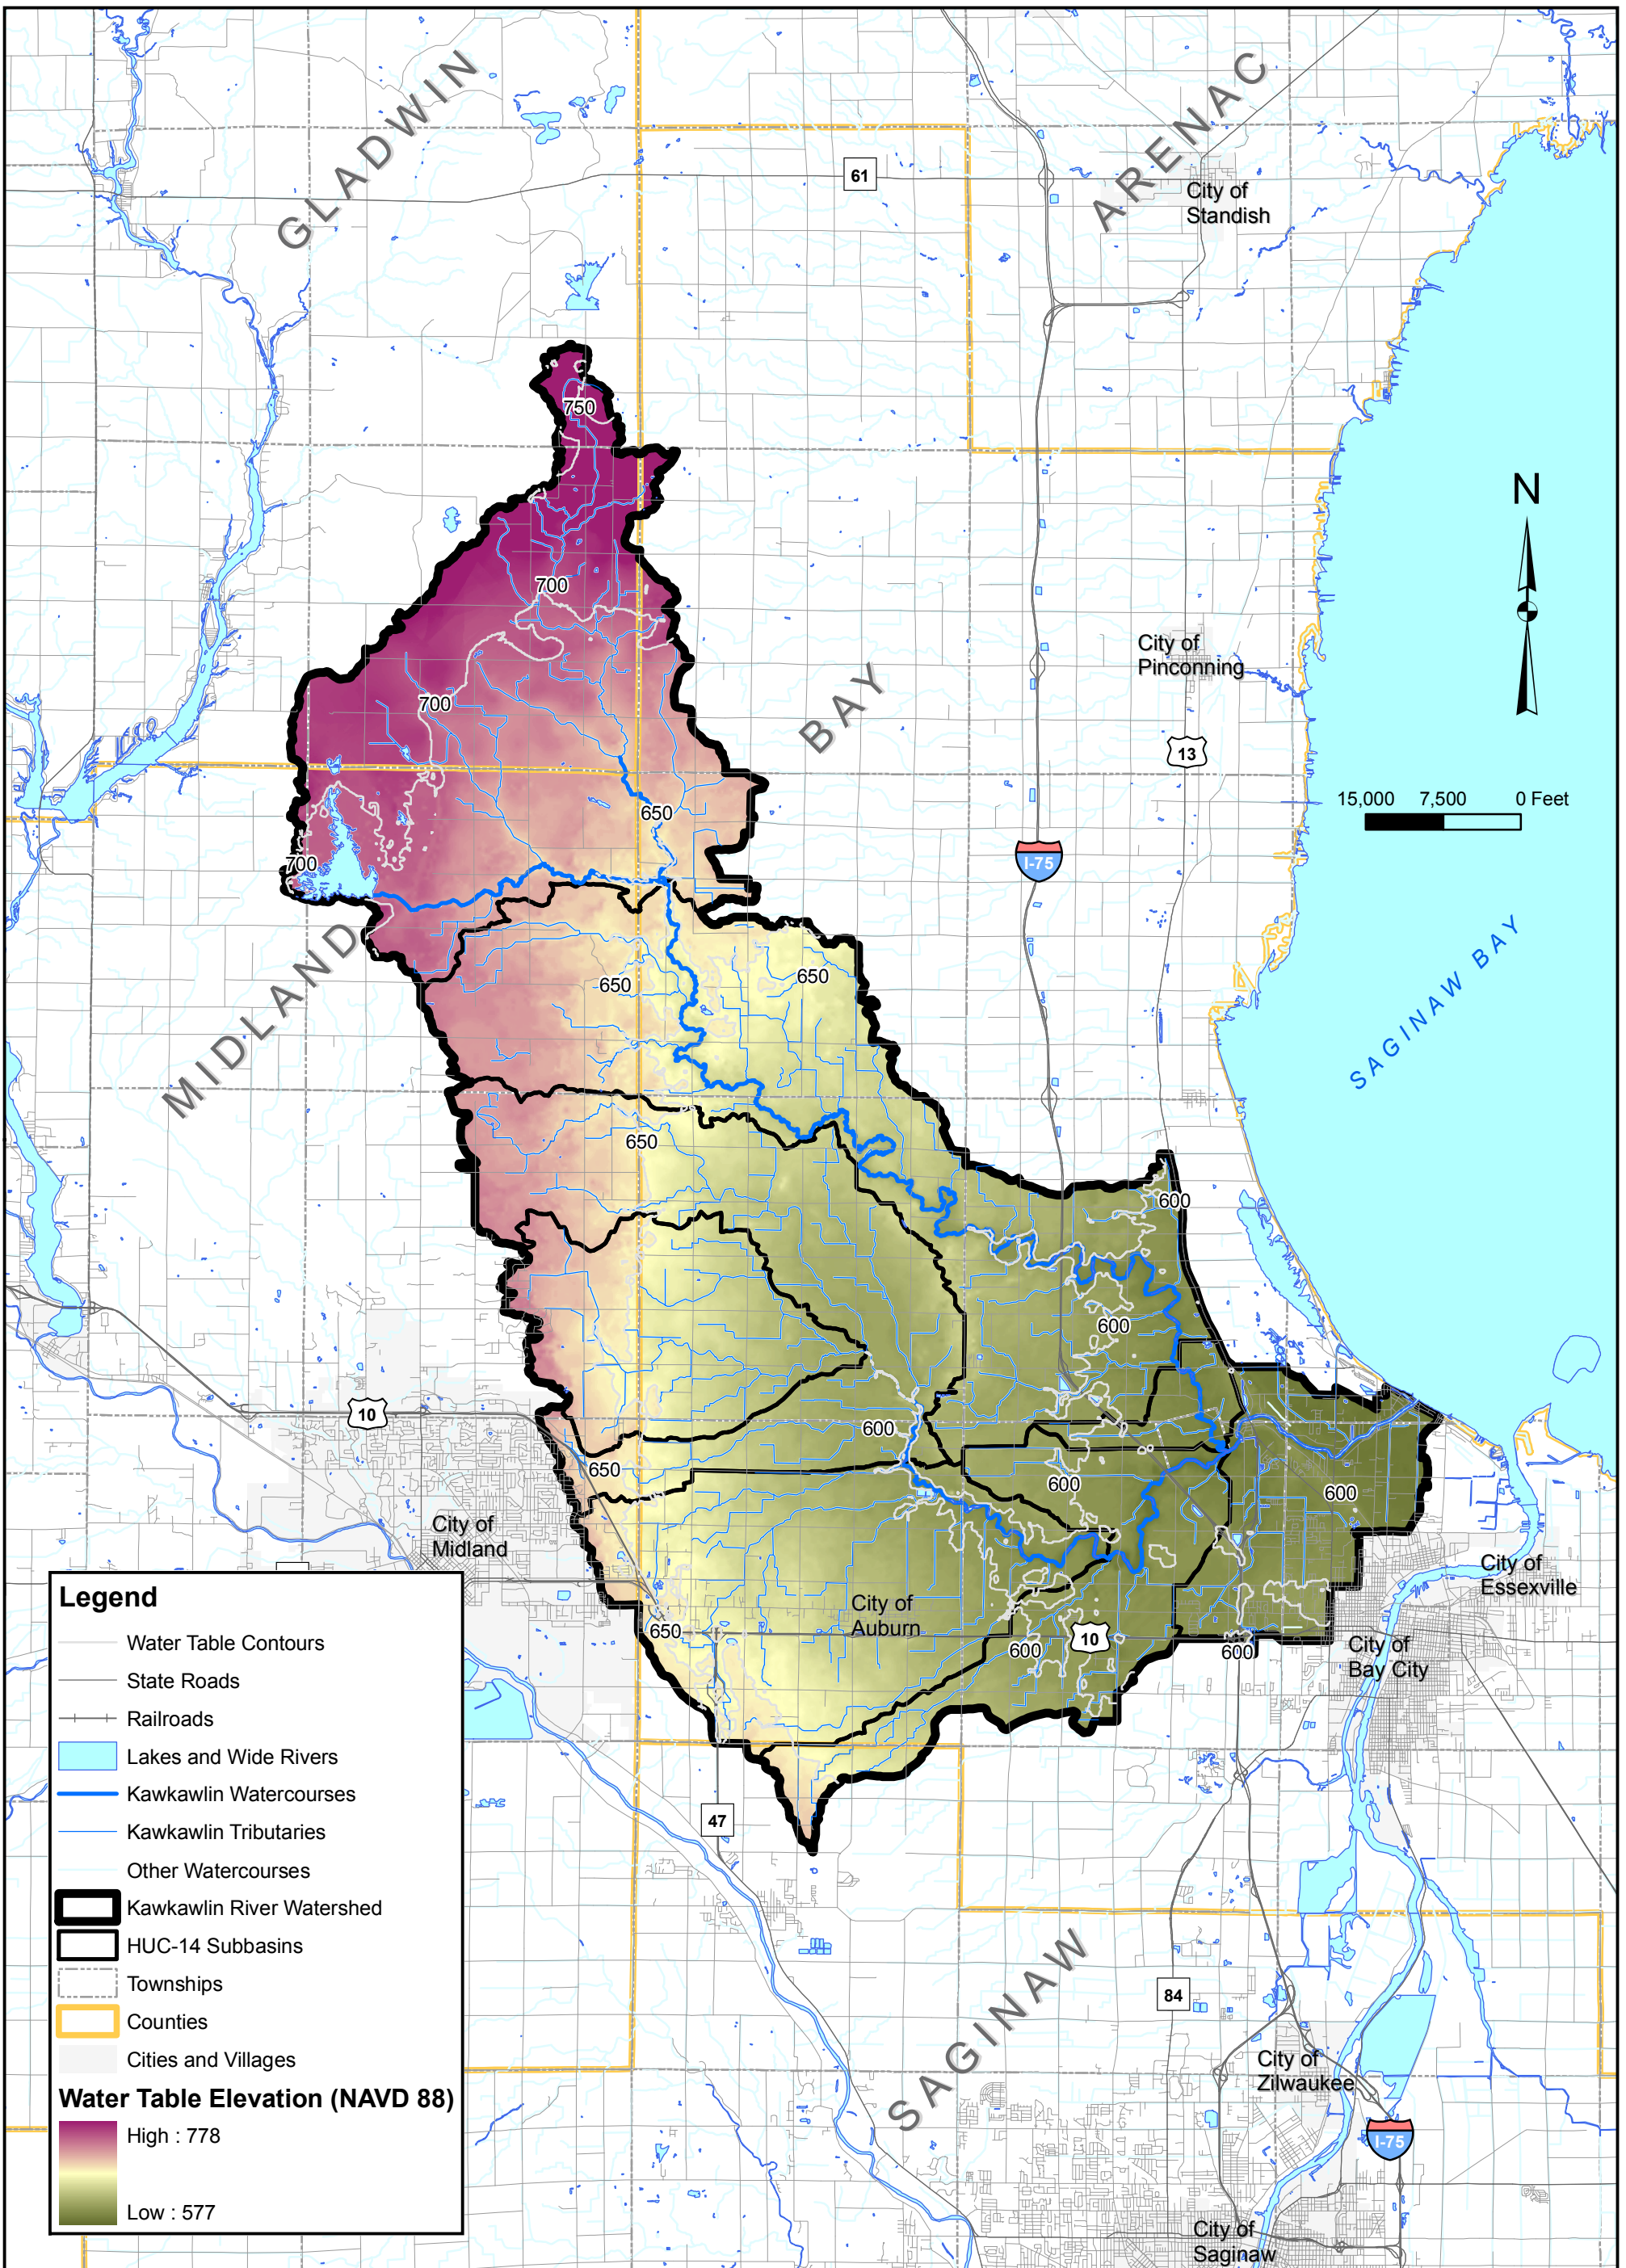 GLADWIN
ARENAC
61
City of
Standish
750
N
700
City of
Pinconning
700
BAY
13
15,000 7,500 0 Feet
650
I-75
700
SAGINAW BAY
MIDLAND
650
650
650
600
600
10
600
650
600
600
City of
Midland
City of
Essexville
City of
Auburn
650
600
10
600
City of
Bay City
47
SAGINAW
84
City of
Zilwaukee
I-75
City of
Saginaw
Legend
Water Table Contours
State Roads
Railroads
Lakes and Wide Rivers
Kawkawlin Watercourses
Kawkawlin Tributaries
Other Watercourses
Kawkawlin River Watershed
HUC-14 Subbasins
Townships
Counties
Cities and Villages
Water Table Elevation (NAVD 88)
High : 778
Low : 577